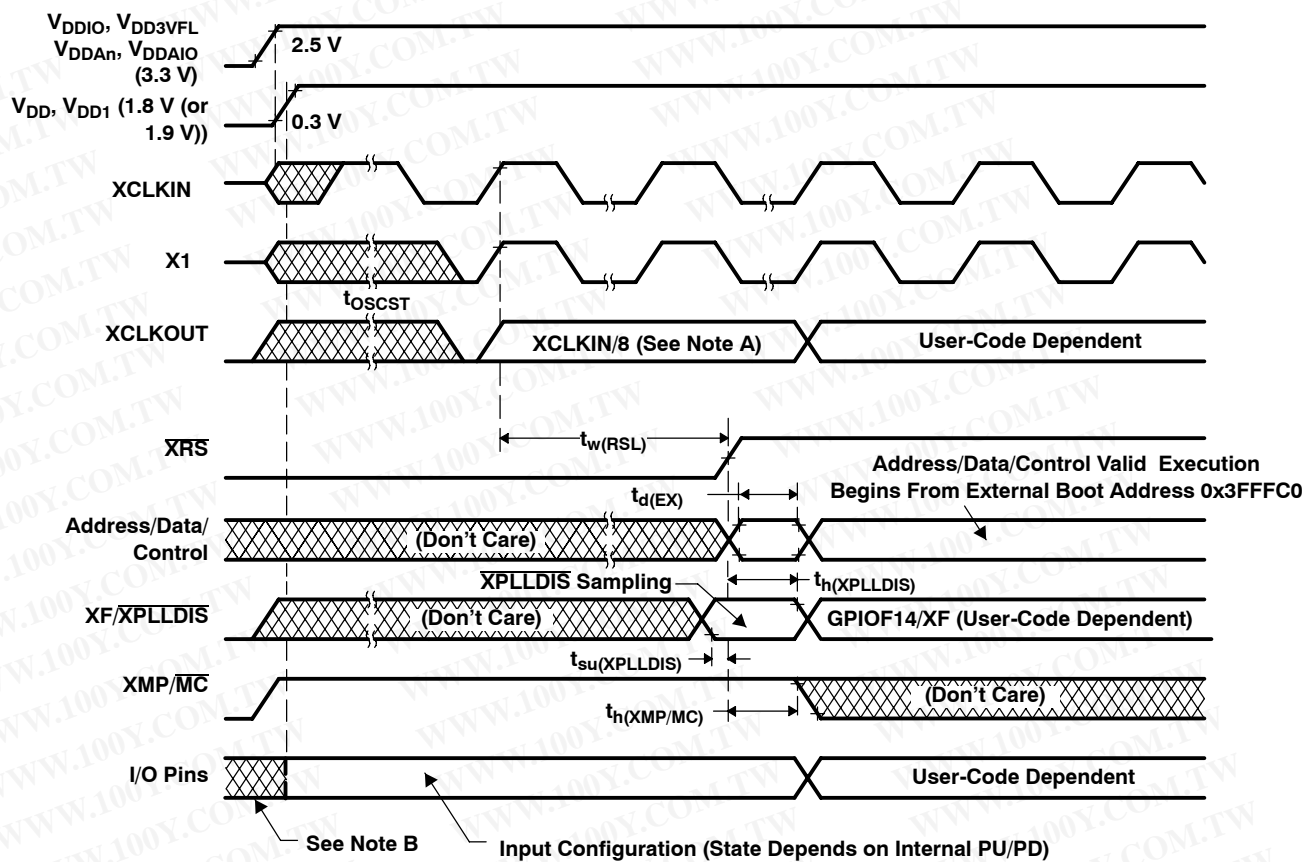 VDDIO, VDD3VFL
VDDAn, VDDAIO
(3.3 V)
2.5 V
VDD, VDD1 (1.8 V (or
1.9 V))
0.3 V
XCLKIN
X1
tOSCST
XCLKOUT
XCLKIN/8 (See Note A)
User-Code Dependent
XRS
tw(RSL)
Address/Data/Control Valid Execution
Begins From External Boot Address 0x3FFFC0
td(EX)
Address/Data/
Control
(Don't Care)
XPLLDIS Sampling
th(XPLLDIS)
XF/XPLLDIS
(Don't Care)
GPIOF14/XF (User-Code Dependent)
tsu(XPLLDIS)
XMP/MC
(Don't Care)
th(XMP/MC)
I/O Pins
User-Code Dependent
See Note B
Input Configuration (State Depends on Internal PU/PD)
WWW.100Y.COM.TW